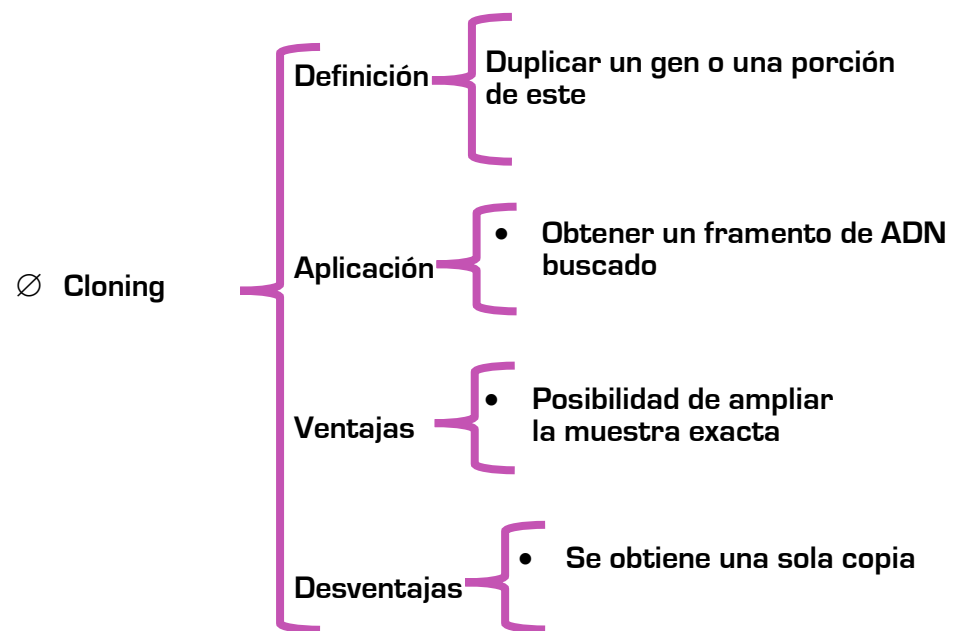 Definición
Duplicar un gen o una porción
de este
Aplicación
• Obtener un framento de ADN
buscado
∅ Cloning
Ventajas
• Posibilidad de ampliar
la muestra exacta
Desventajas
• Se obtiene una sola copia